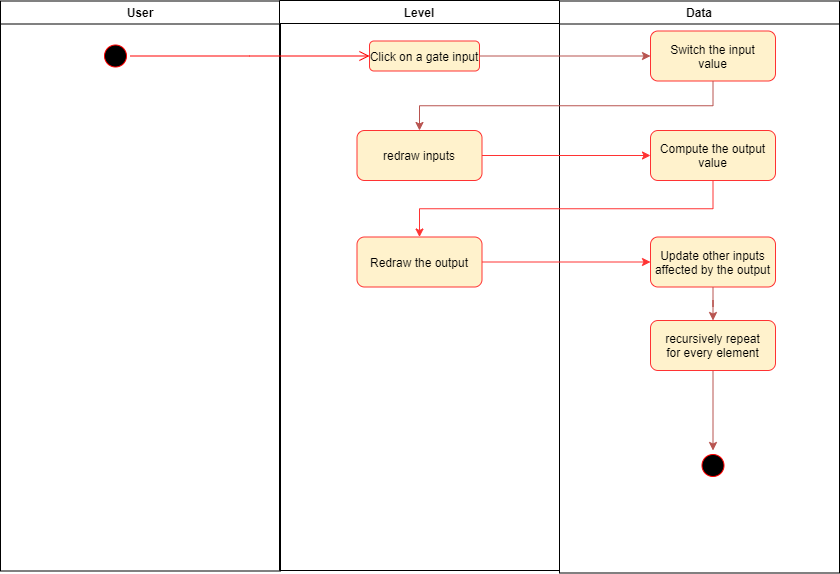 User
Level
Data
Click on a gate input
Switch the input
value
redraw inputs
Compute the output
value
Redraw the output
Update other inputs
affected by the output
recursively repeat
for every element